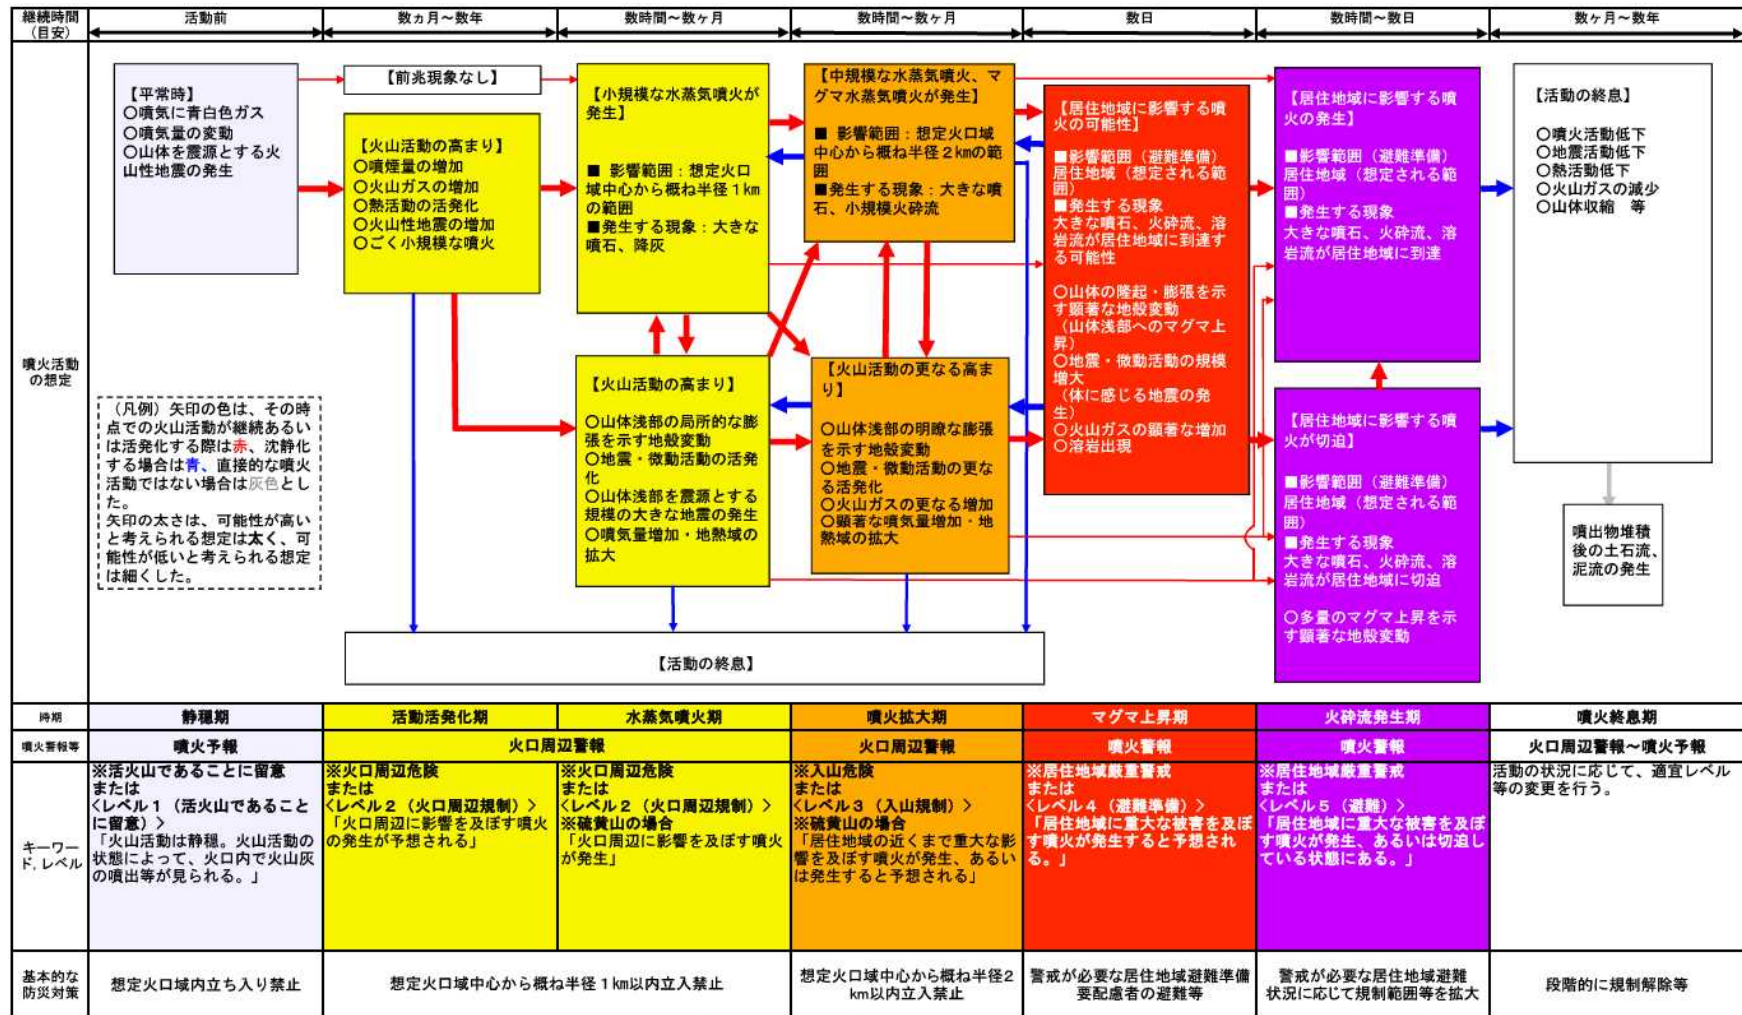 継続時間
（目安）
活動前
数ヵ月～数年
数時間～数ヶ月
数時間～数ヶ月
数日
数時間～数日
数ヶ月～数年
噴火活動
の想定
【平常時】
○噴気に青白色ガス
○噴気量の変動
○山体を震源とする火
山性地震の発生
【前兆現象なし】
【火山活動の高まり】
○噴煙量の増加
○火山ガスの増加
○熱活動の活発化
○火山性地震の増加
○ごく小規模な噴火
【小規模な水蒸気噴火が
発生】
■ 影響範囲：想定火口
域中心から概ね半径１km
の範囲
■発生する現象：大きな
噴石、降灰
【火山活動の高まり】
○山体浅部の局所的な膨
張を示す地殻変動
○地震・微動活動の活発
化
○山体浅部を震源とする
規模の大きな地震の発生
○噴気量増加・地熱域の
拡大
【中規模な水蒸気噴火、マ
グマ水蒸気噴火が発生】
■ 影響範囲：想定火口域
中心から概ね半径２kmの範
囲
■発生する現象：大きな噴
石、小規模火砕流
【火山活動の更なる高ま
り】
○山体浅部の明瞭な膨張
を示す地殻変動
○地震・微動活動の更な
る活発化
○火山ガスの更なる増加
○顕著な噴気量増加・地
熱域の拡大
【居住地域に影響する噴
火の可能性】
■影響範囲（避難準備）
居住地域（想定される範
囲）
■発生する現象
大きな噴石、火砕流、溶
岩流が居住地域に到達す
る可能性
○山体の隆起・膨張を示
す顕著な地殻変動
（山体浅部へのマグマ上
昇）
○地震・微動活動の規模
増大
（体に感じる地震の発
生）
○火山ガスの顕著な増加
○溶岩出現
【居住地域に影響する噴
火の発生】
■影響範囲（避難準備）
居住地域（想定される範
囲）
■発生する現象
大きな噴石、火砕流、溶
岩流が居住地域に到達
【居住地域に影響する噴
火が切迫】
■影響範囲（避難準備）
居住地域（想定される範
囲）
■発生する現象
大きな噴石、火砕流、溶
岩流が居住地域に切迫
○多量のマグマ上昇を示
す顕著な地殻変動
【活動の終息】
○噴火活動低下
○地震活動低下
○熱活動低下
○火山ガスの減少
○山体収縮　等
噴出物堆積
後の土石流、
泥流の発生
（凡例）矢印の色は、その時
点での火山活動が継続あるい
は活発化する際は赤、沈静化
する場合は青、直接的な噴火
活動ではない場合は灰色とし
た。
矢印の太さは、可能性が高い
と考えられる想定は太く、可
能性が低いと考えられる想定
は細くした。
【活動の終息】
時期
静穏期
活動活発化期
水蒸気噴火期
噴火拡大期
マグマ上昇期
火砕流発生期
噴火終息期
噴火警報等
噴火予報
火口周辺警報
火口周辺警報
噴火警報
噴火警報
火口周辺警報～噴火予報
キーワー
ド,レベル
※活火山であることに留意
または
＜レベル１（活火山であること
に留意）＞
「火山活動は静穏。火山活動の
状態によって、火口内で火山灰
の噴出等が見られる。」
※火口周辺危険
または
＜レベル２（火口周辺規制）＞
「火口周辺に影響を及ぼす噴火
の発生が予想される」
※火口周辺危険
または
＜レベル２（火口周辺規制）＞
※硫黄山の場合
「火口周辺に影響を及ぼす噴火
が発生」
※入山危険
または
＜レベル３（入山規制）＞
※硫黄山の場合
「居住地域の近くまで重大な影
響を及ぼす噴火が発生、あるい
は発生すると予想される」
※居住地域厳重警戒
または
＜レベル４（避難準備）＞
「居住地域に重大な被害を及ぼ
す噴火が発生すると予想され
る。」
※居住地域厳重警戒
または
＜レベル５（避難）＞
「居住地域に重大な被害を及ぼ
す噴火が発生、あるいは切迫し
ている状態にある。」
活動の状況に応じて、適宜レベル
等の変更を行う。
基本的な
防災対策
想定火口域内立ち入り禁止
想定火口域中心から概ね半径１km以内立入禁止
想定火口域中心から概ね半径2
km以内立入禁止
警戒が必要な居住地域避難準備
要配慮者の避難等
警戒が必要な居住地域避難
状況に応じて規制範囲等を拡大
段階的に規制解除等